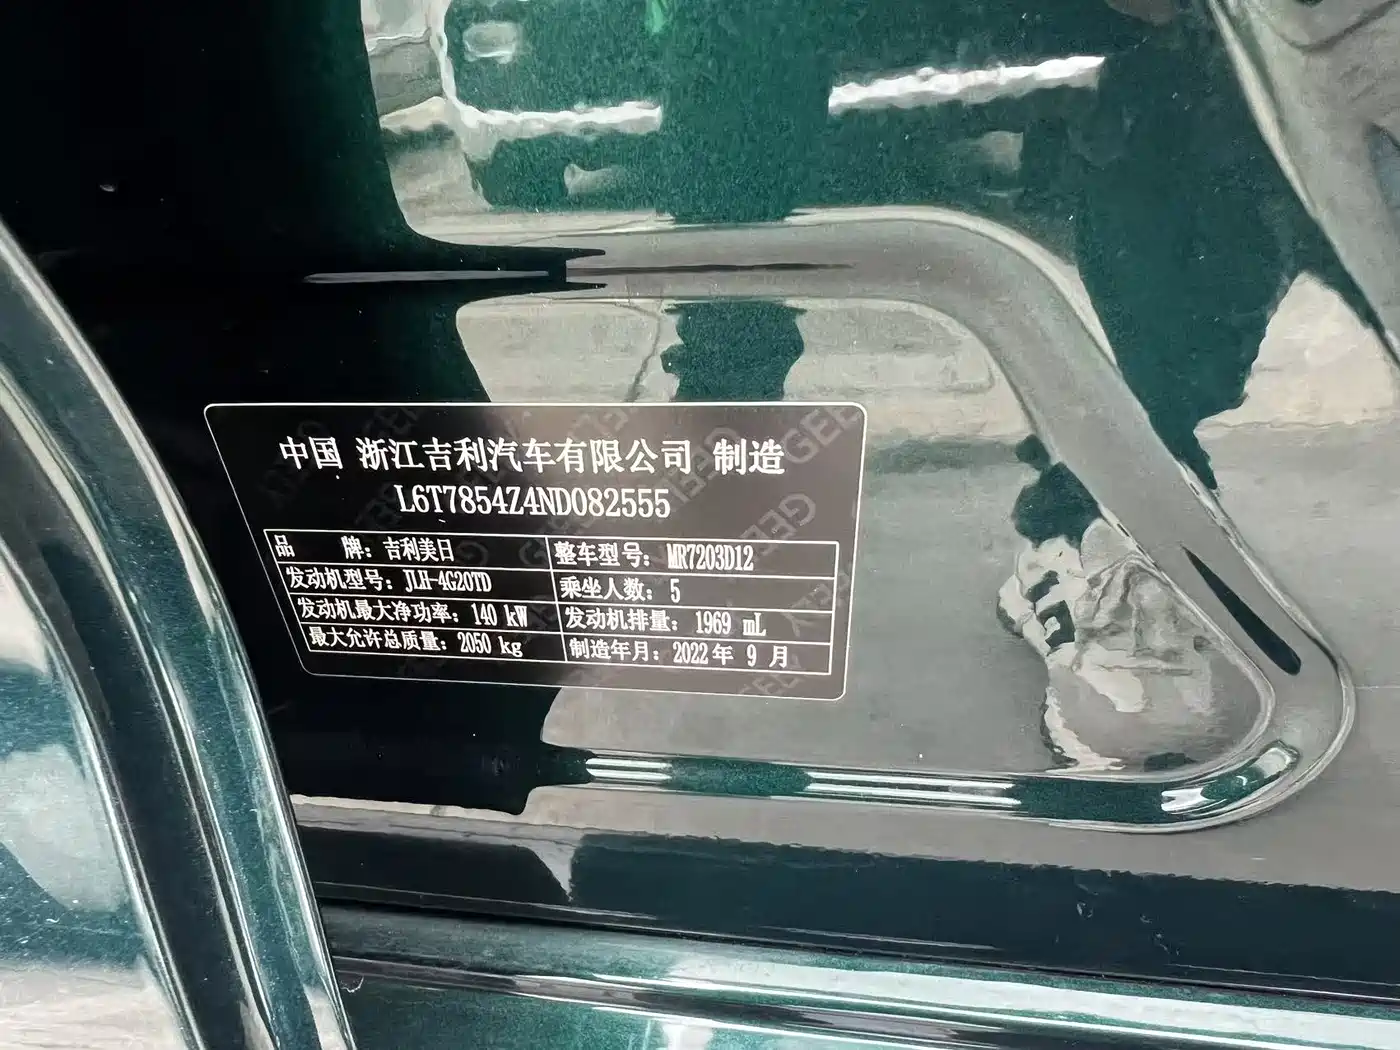 中国 浙江吉利汽车有限公司 制造
L6T7854Z4ND082555
品 牌：吉利美日 整车型号：MR7203D12
发动机型号：JLH-4G20TD 乘坐人数：5
发动机最大净功率：140 kW 发动机排量：1969 mL
最大允许总质量：2050 kg 制造年月：2022年 9 月
GEELY